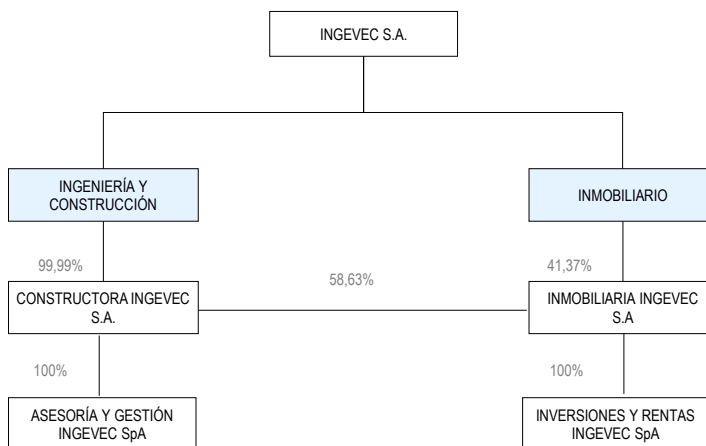 INGEVEC S.A.
INGENIERÍA Y
CONSTRUCCIÓN
INMOBILIARIO
99,99%
58,63%
41,37%
CONSTRUCTORA INGEVEC
S.A.
INMOBILIARIA INGEVEC
S.A
100%
100%
ASESORÍA Y GESTIÓN
INGEVEC SpA
INVERSIONES Y RENTAS
INGEVEC SpA